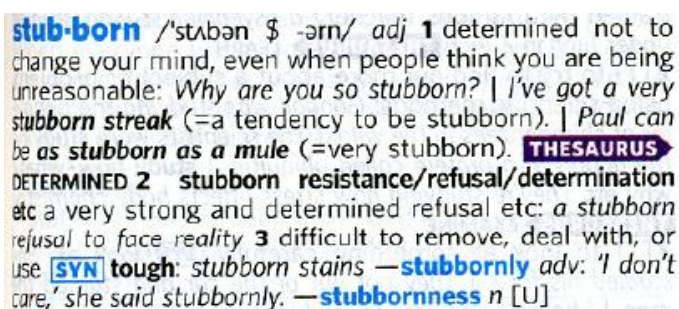 stub·born /ˈstʌbən $ -ərn/ adj 1 determined not to
change your mind, even when people think you are being
unreasonable: Why are you so stubborn? | I've got a very
stubborn streak (=a tendency to be stubborn). | Paul can
be as stubborn as a mule (=very stubborn). THESAURUS
DETERMINED 2 stubborn resistance/refusal/determination
etc a very strong and determined refusal etc: a stubborn
refusal to face reality 3 difficult to remove, deal with, or
use SYN tough: stubborn stains —stubbornly adv: 'I don't
care,' she said stubbornly. —stubbornness n [U]